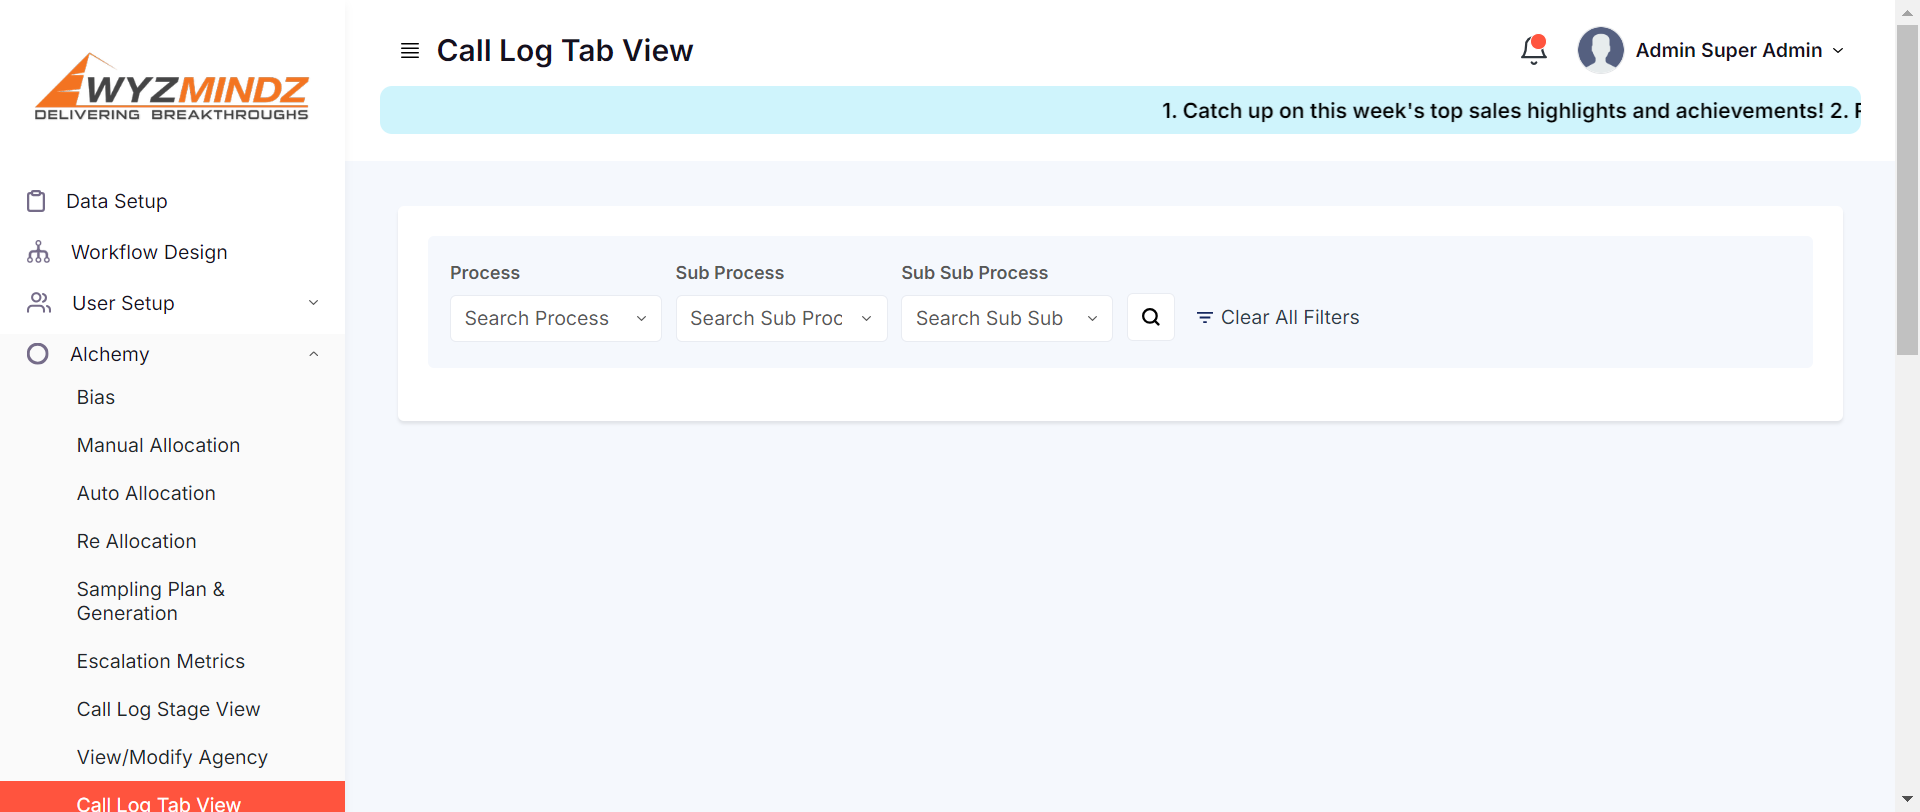 WYZMINDZ
DELIVERING BREAKTHROUGHS
Data Setup
Workflow Design
User Setup
Alchemy
Bias
Manual Allocation
Auto Allocation
Re Allocation
Sampling Plan &
Generation
Escalation Metrics
Call Log Stage View
View/Modify Agency
Call Log Tab View
Call Log Tab View
Admin Super Admin
1. Catch up on this week's top sales highlights and achievements! 2.
Process
Sub Process
Sub Sub Process
Search Process
Search Sub Proc
Search Sub Sub
Clear All Filters